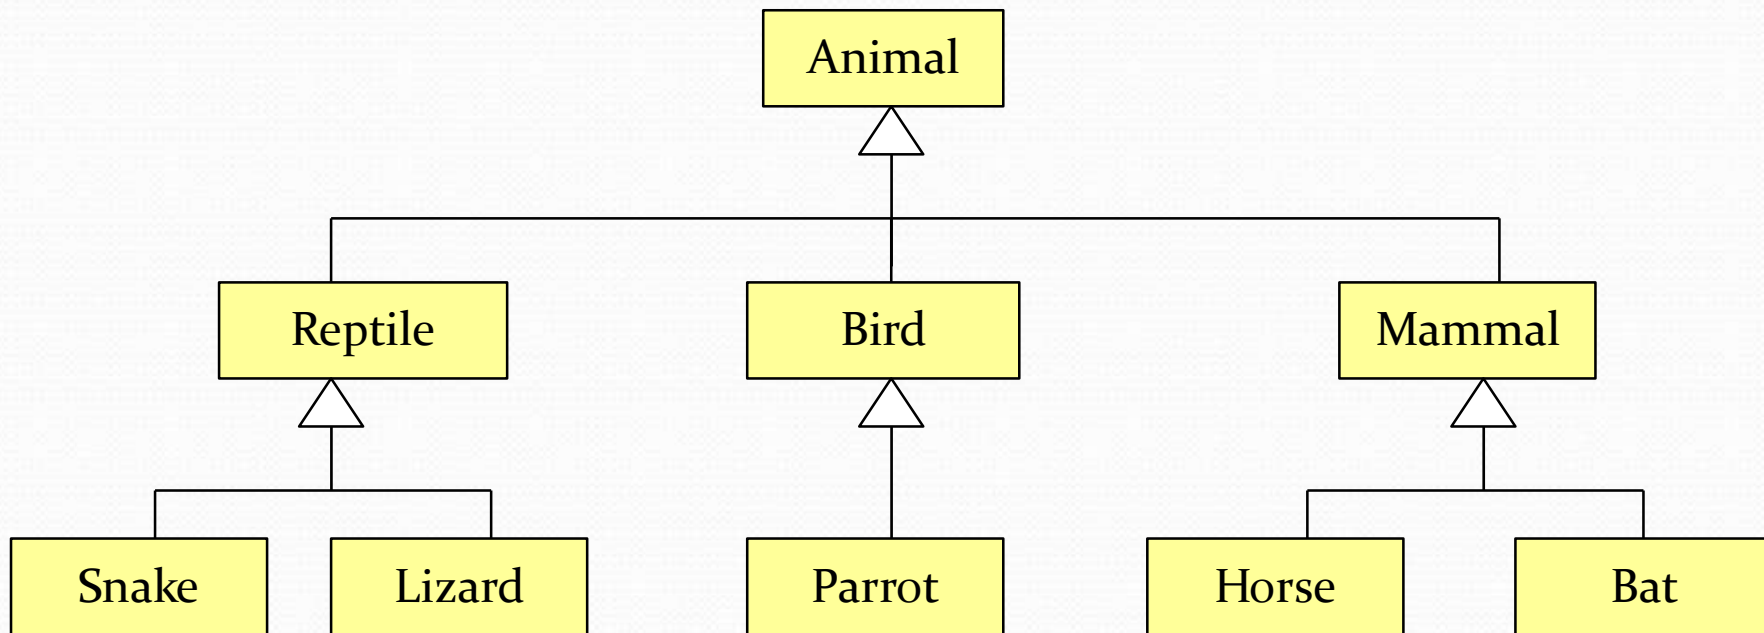 Animal
Reptile
Bird
Mammal
Snake
Lizard
Parrot
Horse
Bat